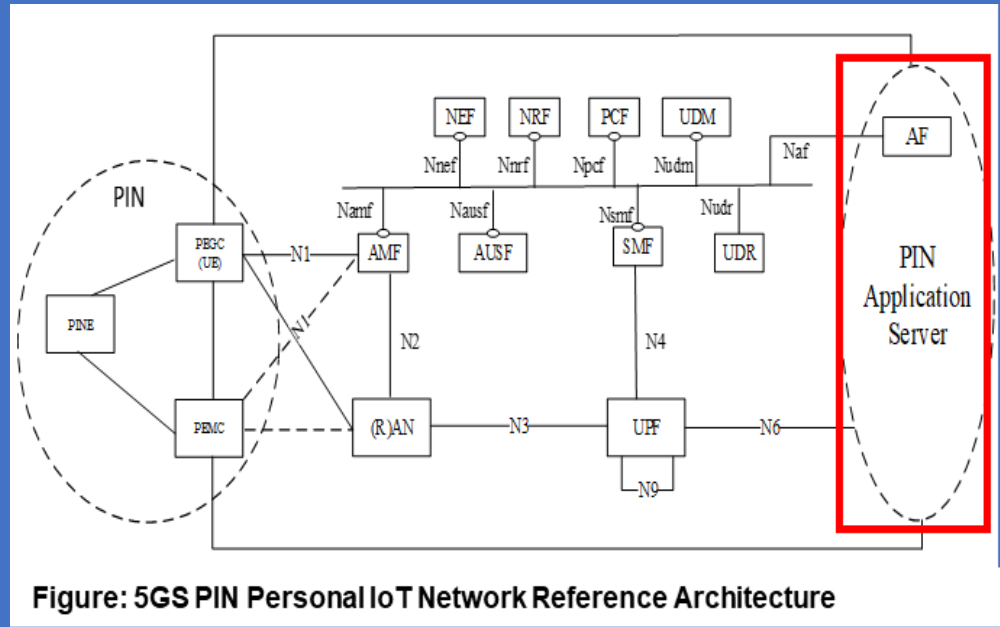 NEF NRF PCF UDM
AF
Nnef Nnrf Npcf Nudm Naf
PIN
Namf Nausf Nsmf Nudr
PEGC
(UE)
N1
AMF AUSF SMF UDR
PIN
Application
Server
PINE
N1
N2
N4
PEMC
(R)AN
N3
UPF
N6
N9
Figure: 5GS PIN Personal IoT Network Reference Architecture